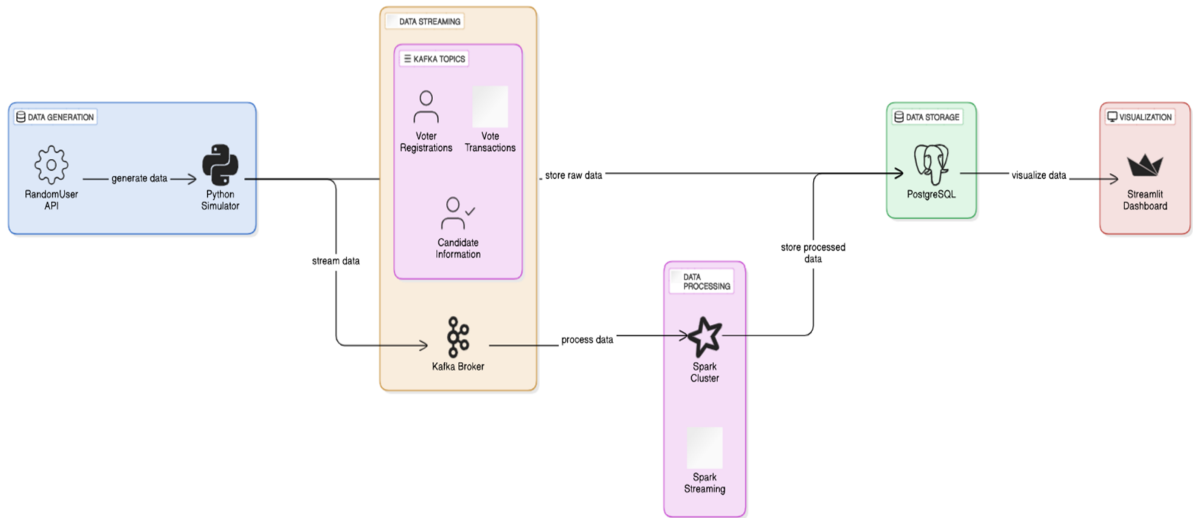 DATA STREAMING
KAFKA TOPICS
Voter
Registrations
Vote
Transactions
Candidate
Information
Kafka Broker
DATA GENERATION
RandomUser
API
generate data
Python
Simulator
stream data
store raw data
process data
DATA
PROCESSING
Spark
Cluster
Spark
Streaming
store processed
data
DATA STORAGE
PostgreSQL
visualize data
VISUALIZATION
Streamlit
Dashboard